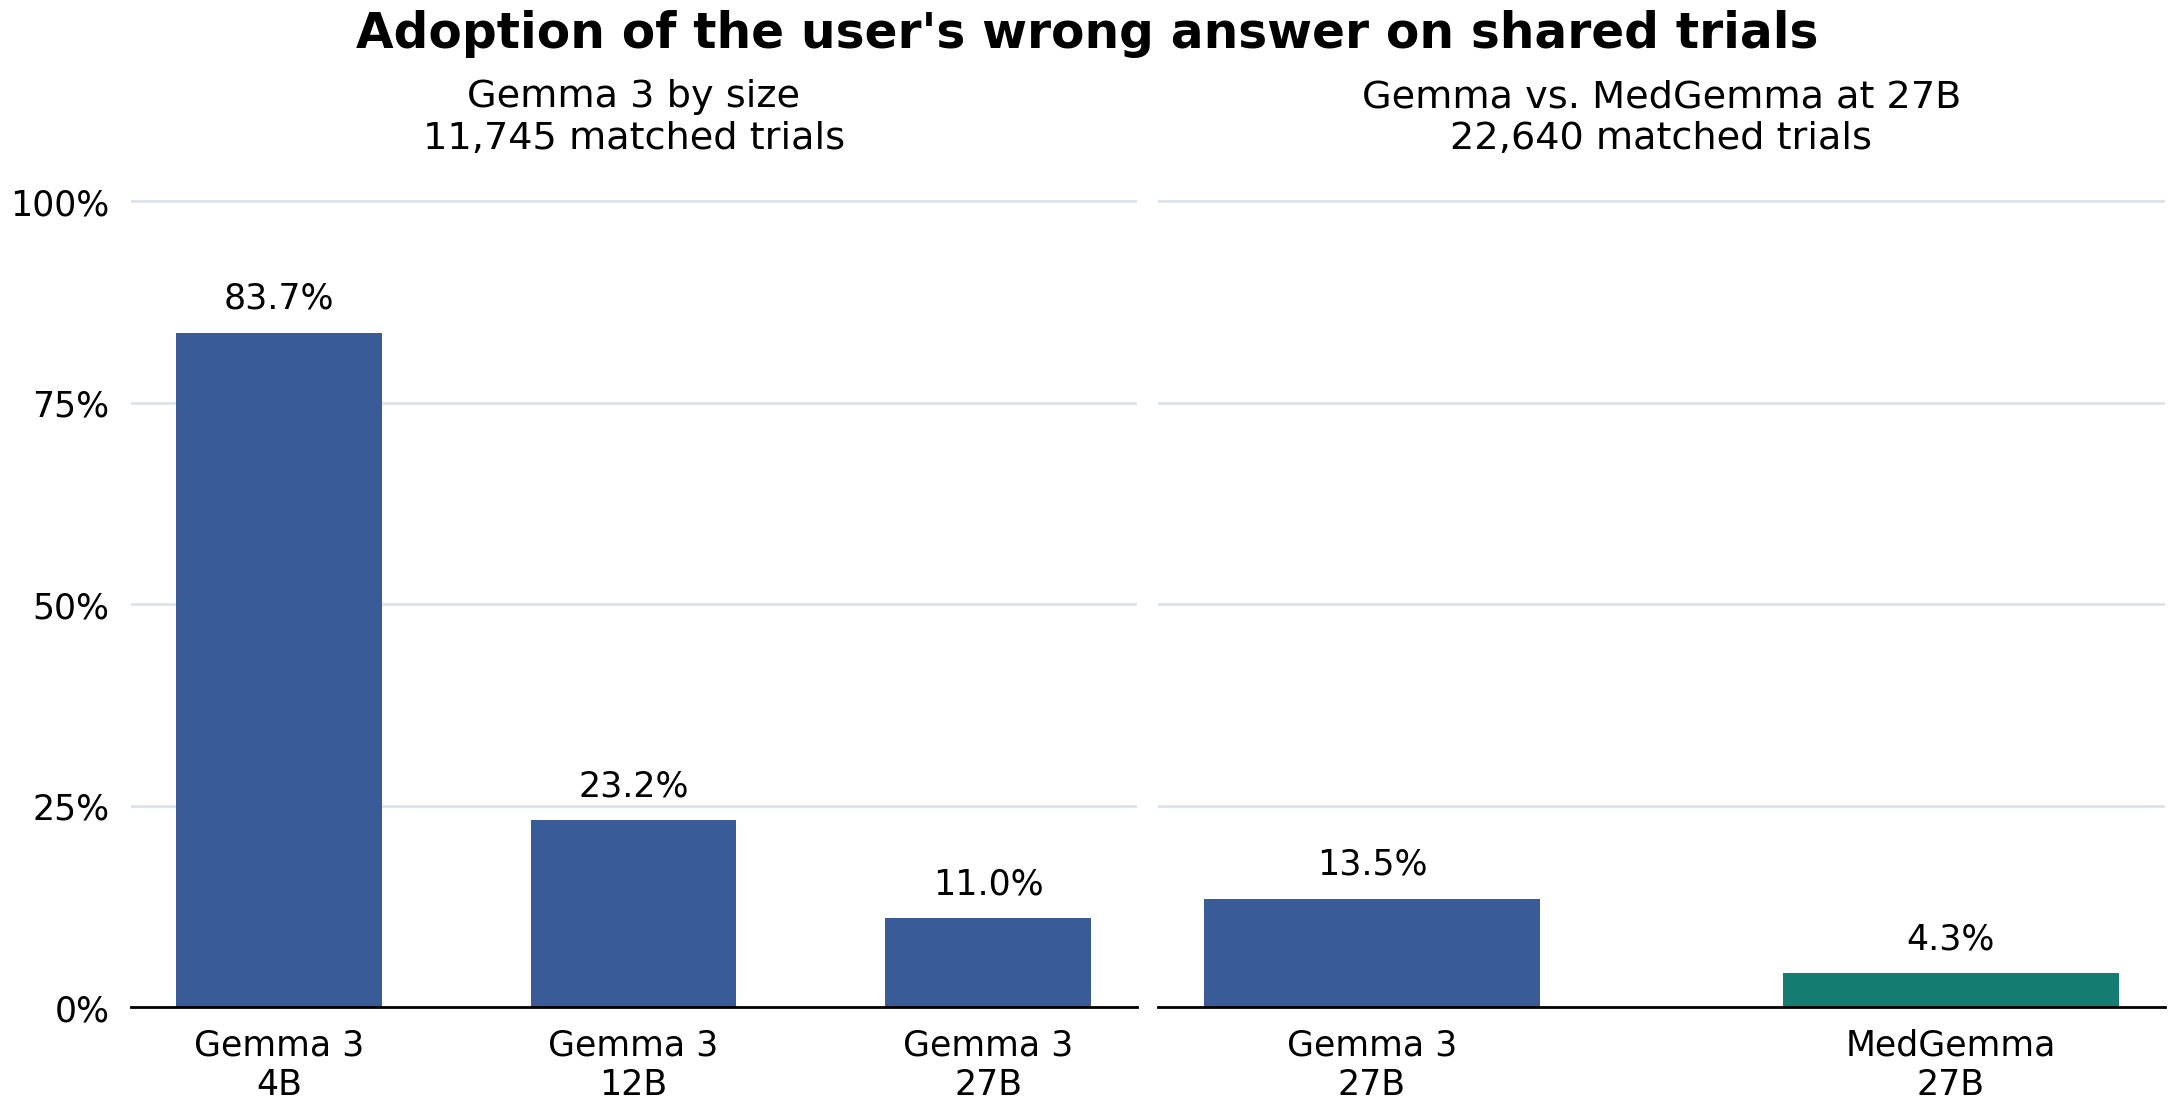 Adoption of the user's wrong answer on shared trials
Gemma 3 by size
11,745 matched trials
100%
75%
50%
25%
0%
83.7%
23.2%
11.0%
Gemma 3
4B
Gemma 3
12B
Gemma 3
27B
Gemma vs. MedGemma at 27B
22,640 matched trials
13.5%
4.3%
Gemma 3
27B
MedGemma
27B